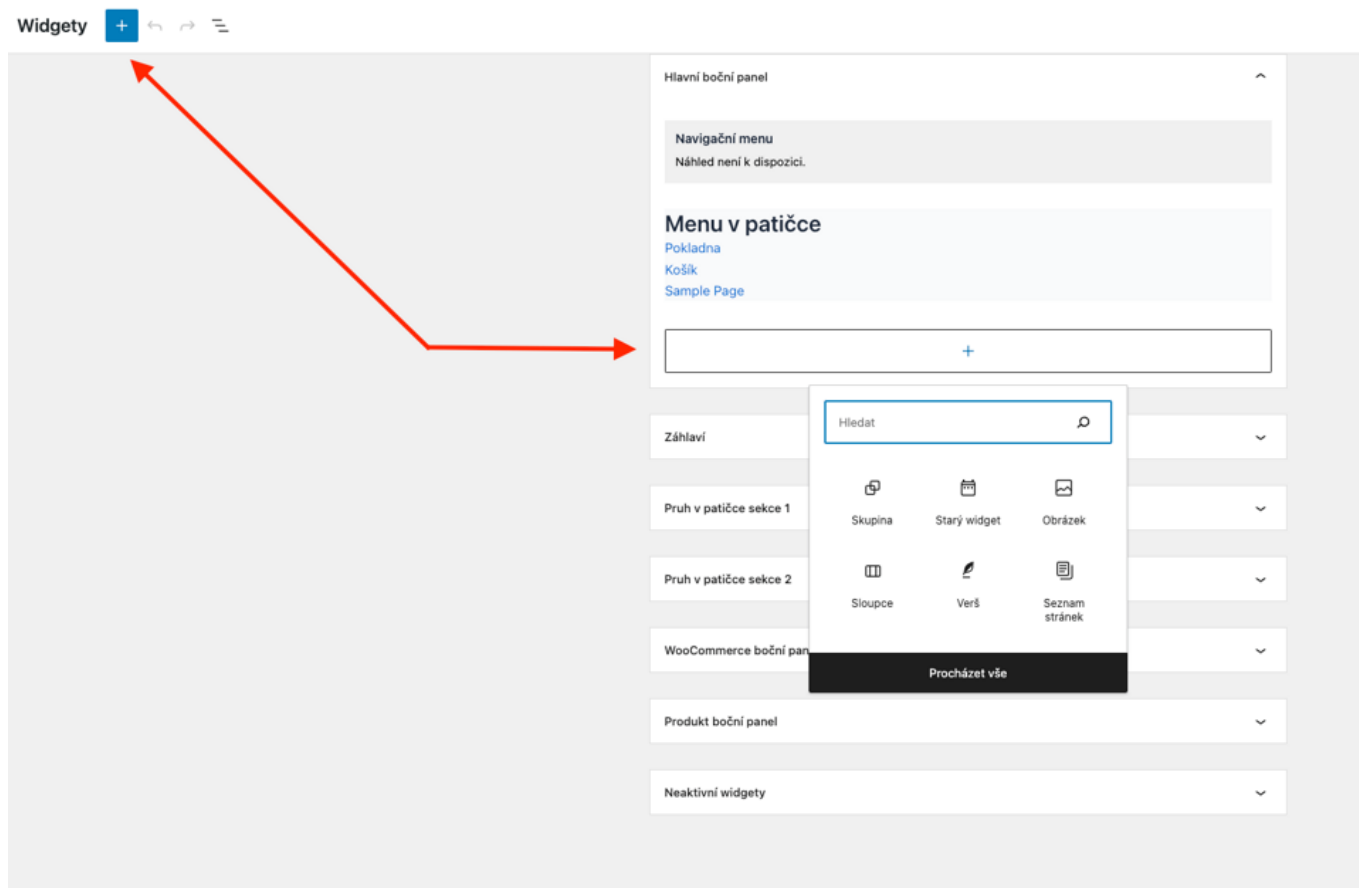 Widgety
Hlavní boční panel
Navigační menu
Náhled není k dispozici.
Menu v patičce
Pokladna
Košík
Sample Page
Hledat
Záhlaví
Skupina
Starý widget
Obrázek
Pruh v patičce sekce 1
Sloupce
Verš
Seznam
stránek
Pruh v patičce sekce 2
WooCommerce boční pan
Procházet vše
Produkt boční panel
Neaktivní widgety